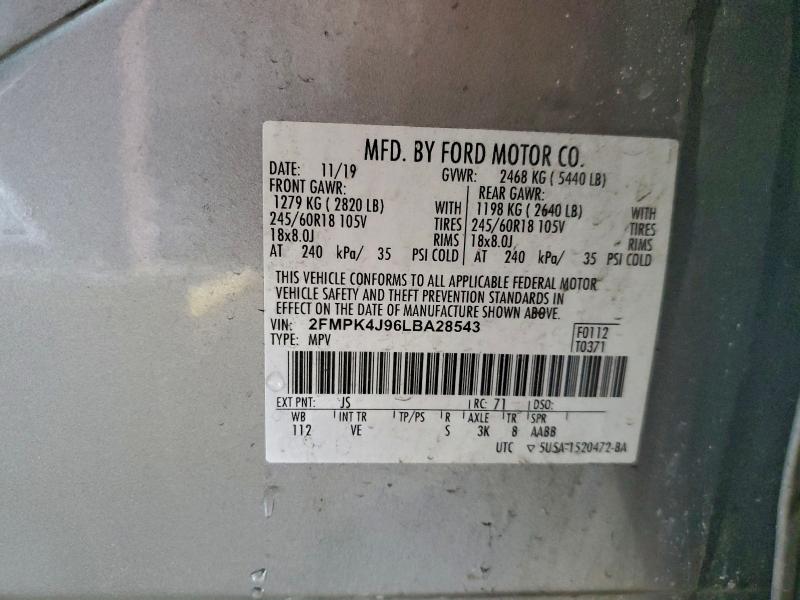 MFD. BY FORD MOTOR CO.
DATE: 11/19 GVWR: 2468 KG ( 5440 LB)
FRONT GAWR: REAR GAWR:
1279 KG ( 2820 LB) WITH 1198 KG ( 2640 LB) WITH
245/60R18 105V TIRES 245/60R18 105V TIRES
18x8.0J RIMS 18x8.0J RIMS
AT 240 kPa/ 35 PSI COLD AT 240 kPa/ 35 PSI COLD
THIS VEHICLE CONFORMS TO ALL APPLICABLE FEDERAL MOTOR
VEHICLE SAFETY AND THEFT PREVENTION STANDARDS IN
EFFECT ON THE DATE OF MANUFACTURE SHOWN ABOVE.
VIN: 2FMPK4J96LBA28543 F0112
TYPE: MPV T0371
EXT PNT: JS RC: 71 DSO:
WB INT TR TP/PS R AXLE TR SPR
112 VE S 3K 8 AABB
UTC ▽ 5USA-1520472-BA